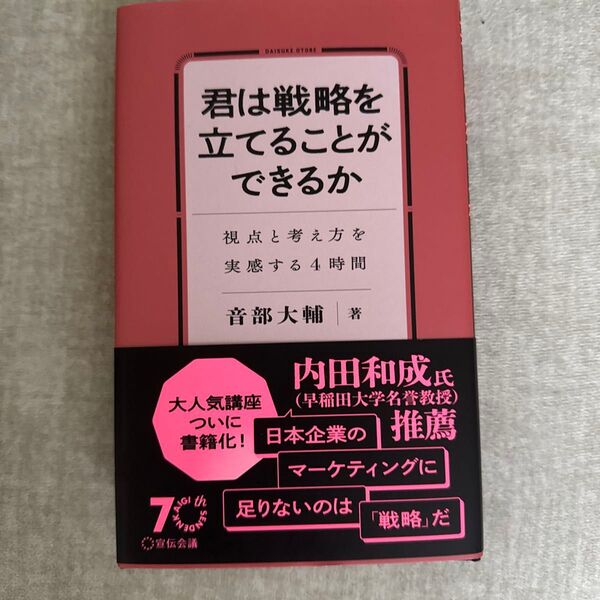 DAISUKE OTOBE
君は戦略を
立てることが
できるか
視点と考え方を
実感する4時間
音部大輔 著
大人気講座
ついに
書籍化!
内田和成氏
(早稲田大学名誉教授)
推薦
日本企業の
マーケティングに
足りないのは
「戦略」だ
70th
SENDENKAIGI
宣伝会議